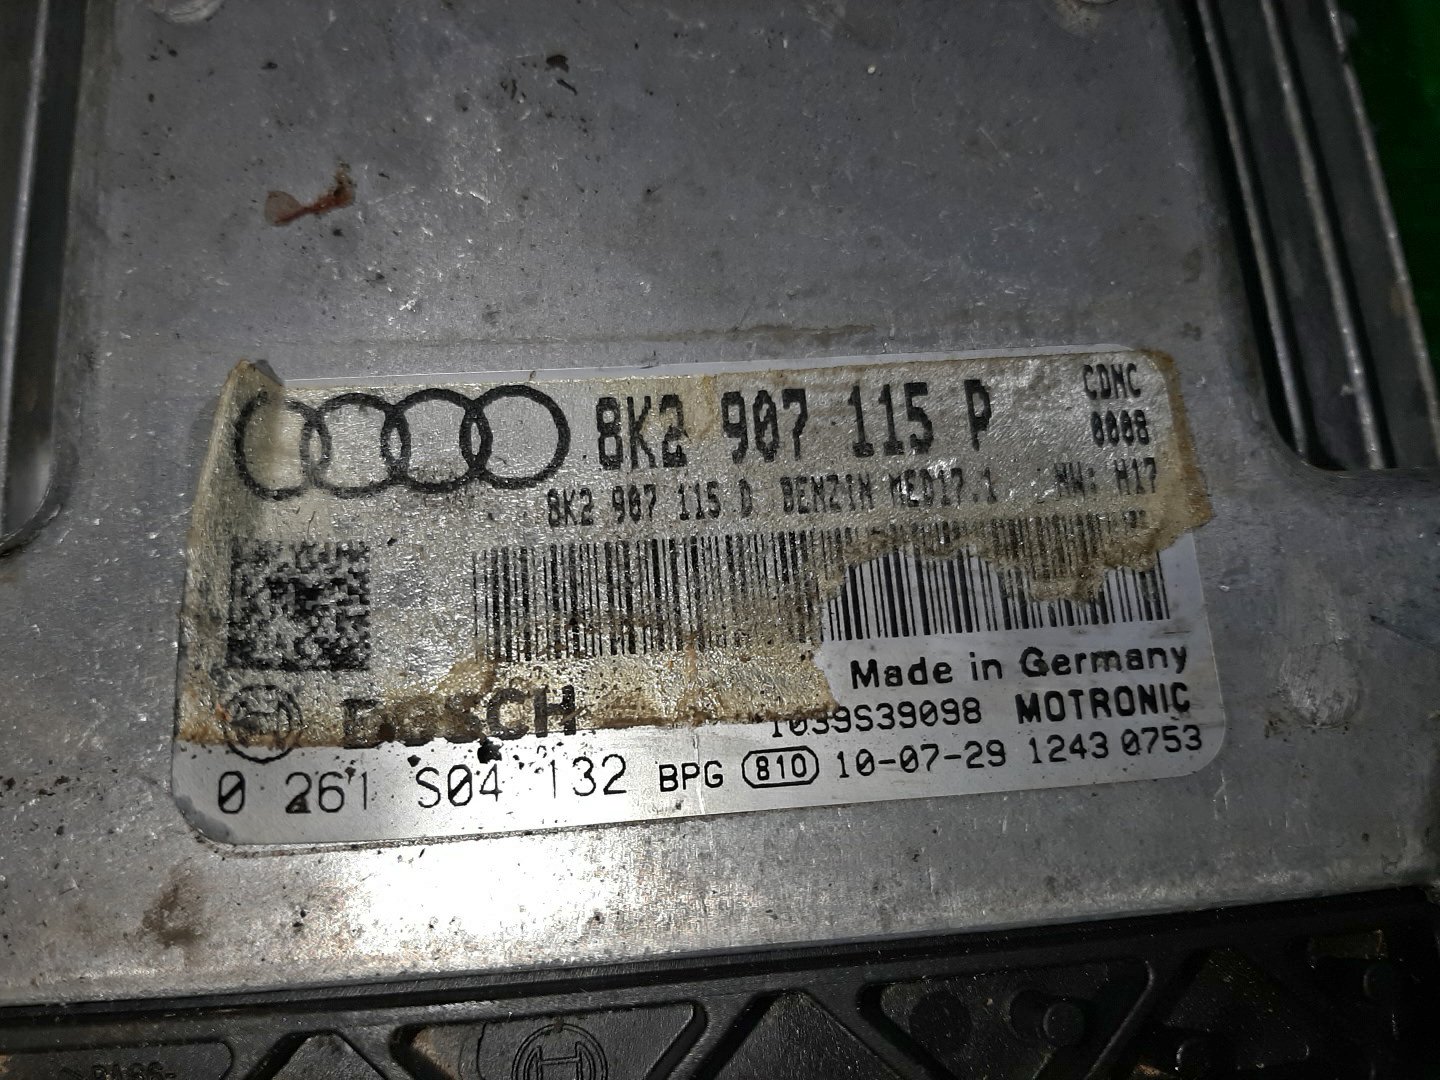 8K2 907 115 P CDNC
0008
8K2 907 115 D BENZIN MED17.1 HW: H17
Made in Germany
BOSCH
1039S39098 MOTRONIC
0 261 S04 132 BPG 810 10-07-29 1243 0753